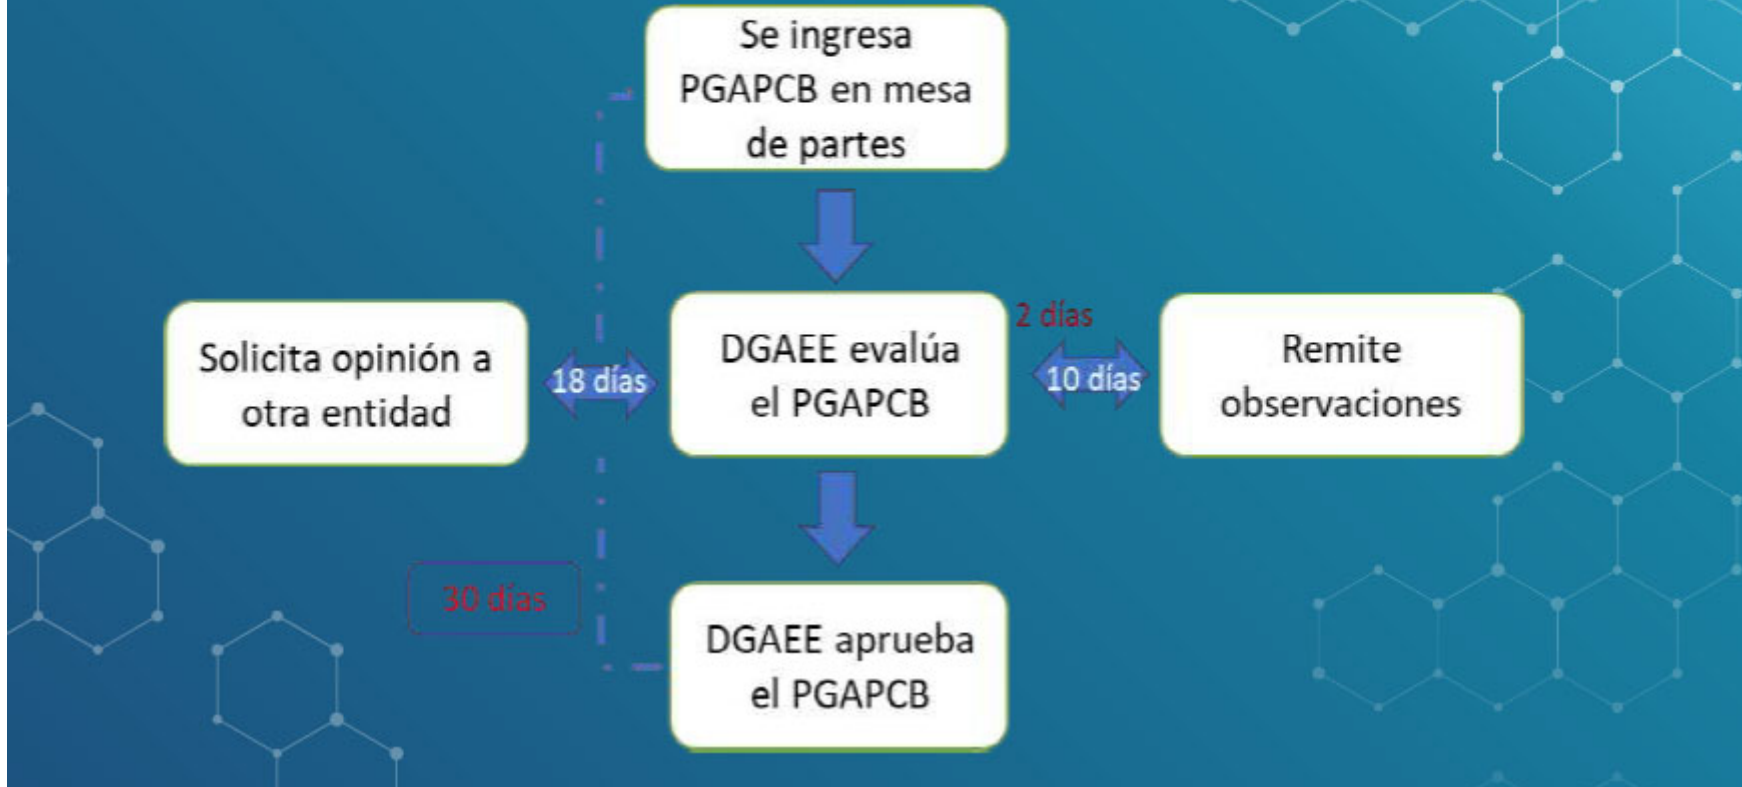 Se ingresa
PGAPCB en mesa
de partes
Solicita opinión a
otra entidad
18 días
DGAEE evalúa
el PGAPCB
2 días
10 días
Remite
observaciones
30 días
DGAEE aprueba
el PGAPCB